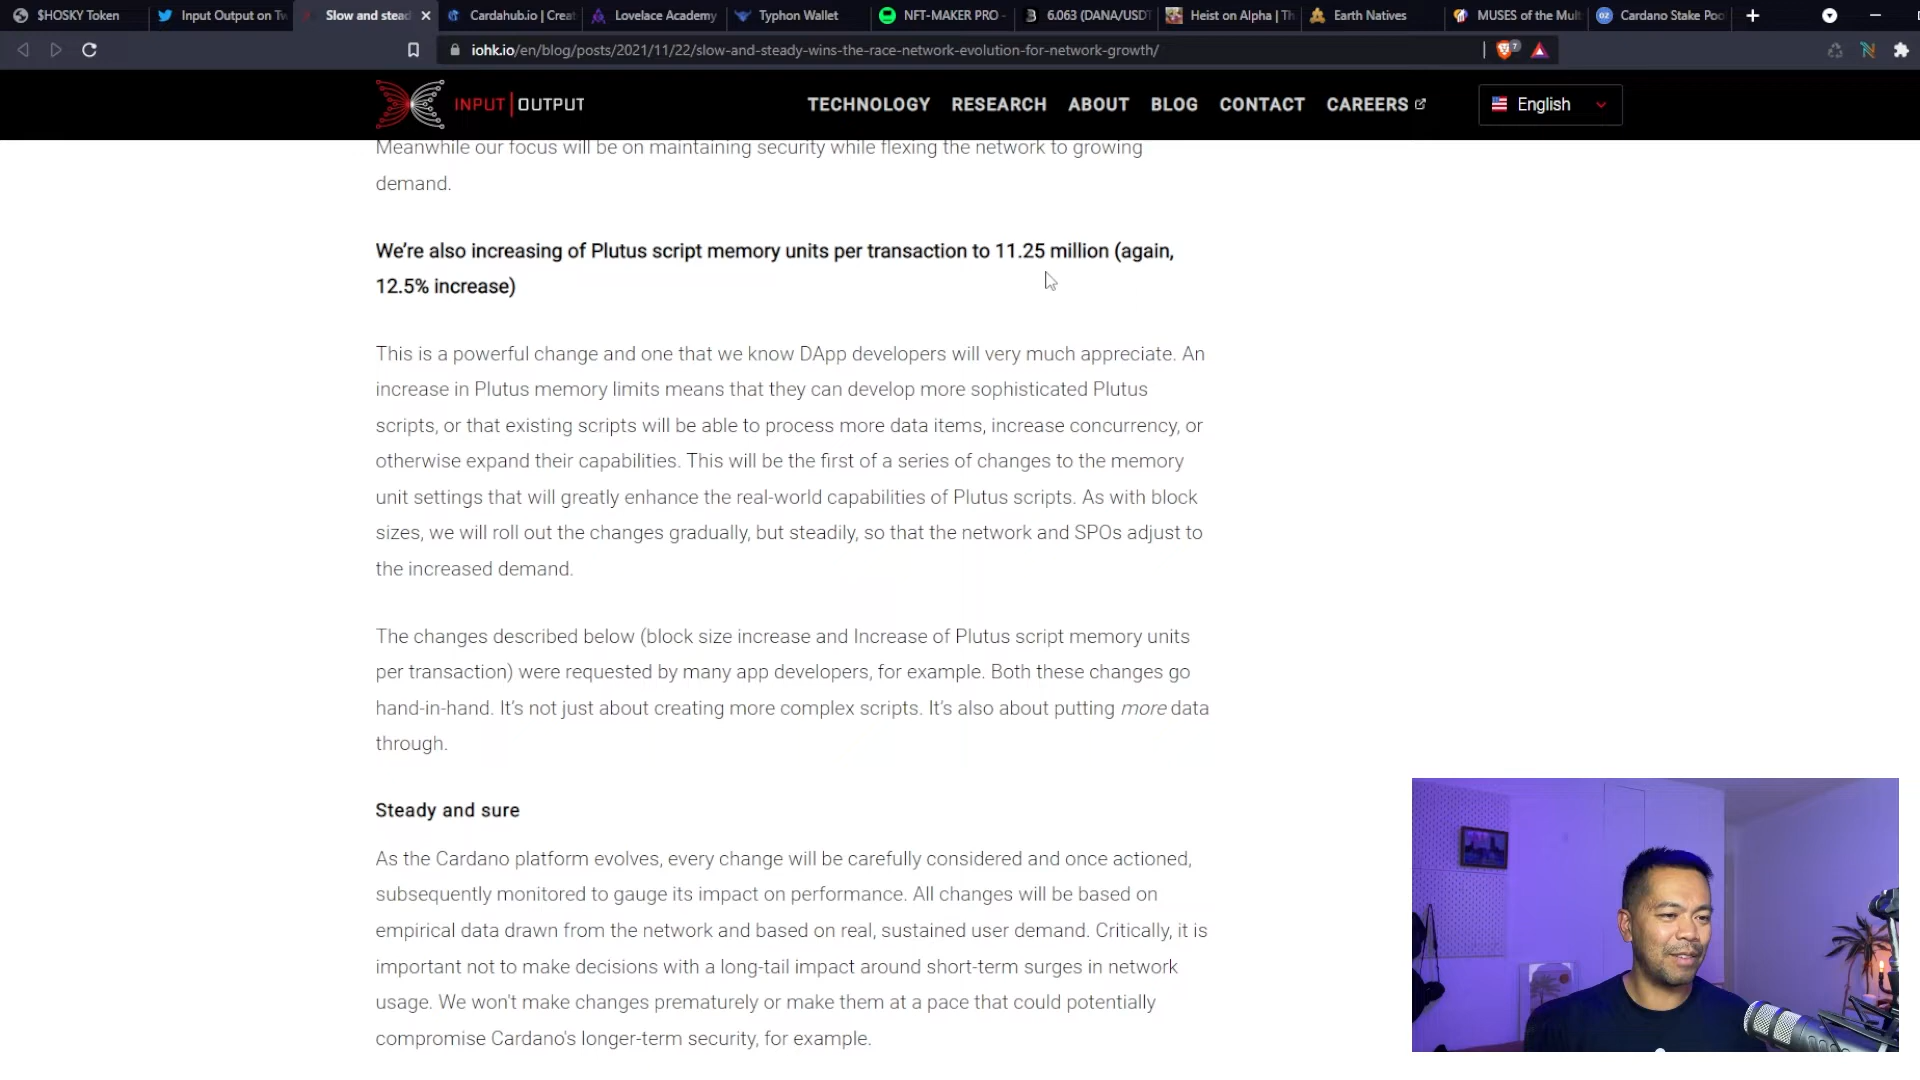 $HOSKY Token
Input Output on Tw
Slow and stead
Cardahub.io | Creat
Lovelace Academy
Typhon Wallet
NFT-MAKER PRO -
6.063 (DANA/USDT
Heist on Alpha | Th
Earth Natives
MUSES of the Mult
Cardano Stake Poo
iohk.io/en/blog/posts/2021/11/22/slow-and-steady-wins-the-race-network-evolution-for-network-growth/
7
INPUT|OUTPUT
TECHNOLOGY RESEARCH ABOUT BLOG CONTACT CAREERS
English
Meanwhile our focus will be on maintaining security while flexing the network to growing
demand.
We’re also increasing of Plutus script memory units per transaction to 11.25 million (again,
12.5% increase)
This is a powerful change and one that we know DApp developers will very much appreciate. An
increase in Plutus memory limits means that they can develop more sophisticated Plutus
scripts, or that existing scripts will be able to process more data items, increase concurrency, or
otherwise expand their capabilities. This will be the first of a series of changes to the memory
unit settings that will greatly enhance the real-world capabilities of Plutus scripts. As with block
sizes, we will roll out the changes gradually, but steadily, so that the network and SPOs adjust to
the increased demand.
The changes described below (block size increase and Increase of Plutus script memory units
per transaction) were requested by many app developers, for example. Both these changes go
hand-in-hand. It’s not just about creating more complex scripts. It’s also about putting more data
through.
Steady and sure
As the Cardano platform evolves, every change will be carefully considered and once actioned,
subsequently monitored to gauge its impact on performance. All changes will be based on
empirical data drawn from the network and based on real, sustained user demand. Critically, it is
important not to make decisions with a long-tail impact around short-term surges in network
usage. We won't make changes prematurely or make them at a pace that could potentially
compromise Cardano's longer-term security, for example.